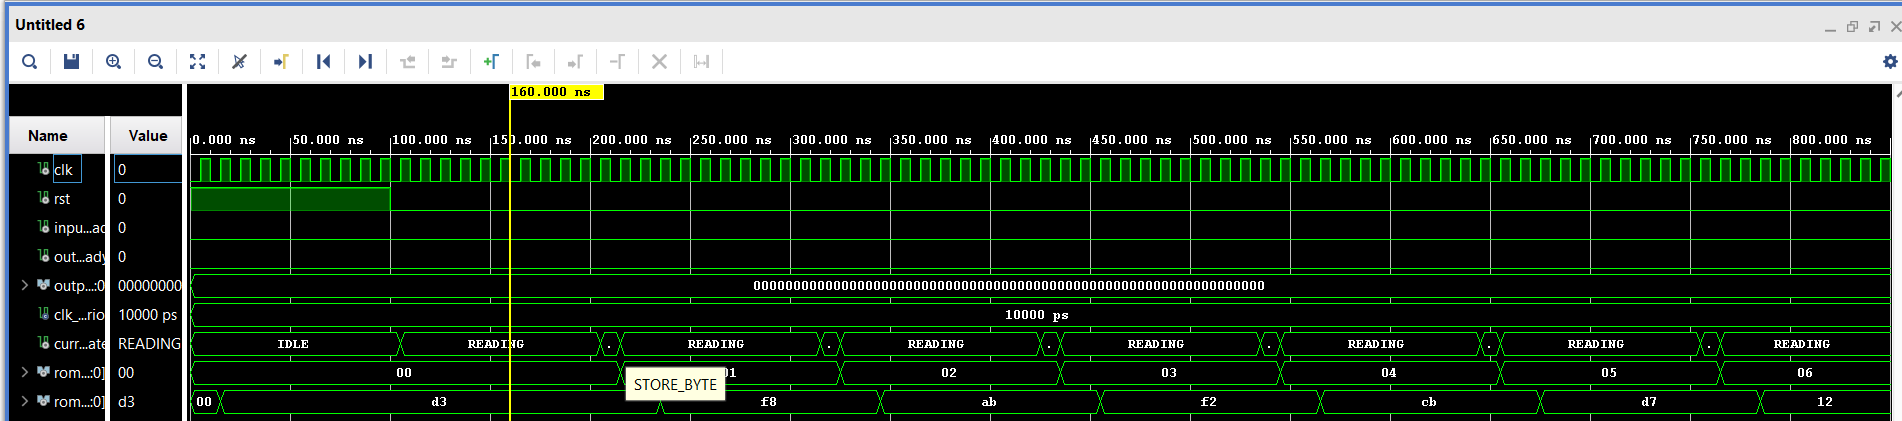 Untitled 6
160.000 ns
Name Value
0.000 ns 50.000 ns 100.000 ns 150.000 ns 200.000 ns 250.000 ns 300.000 ns 350.000 ns 400.000 ns 450.000 ns 500.000 ns 550.000 ns 600.000 ns 650.000 ns 700.000 ns 750.000 ns 800.000 ns
clk 0
rst 0
inpu...ad 0
out...ady 0
outp...:0] 00000000 0000000000000000000000000000000000000000000000000000000000000000
clk_...rio 10000 ps 10000 ps
curr...ate READING IDLE READING . READING . READING . READING . READING . READING . READING
rom...:0] 00 00 01 02 03 04 05 06
STORE_BYTE
rom...:0] d3 00 d3 f8 ab f2 cb d7 12